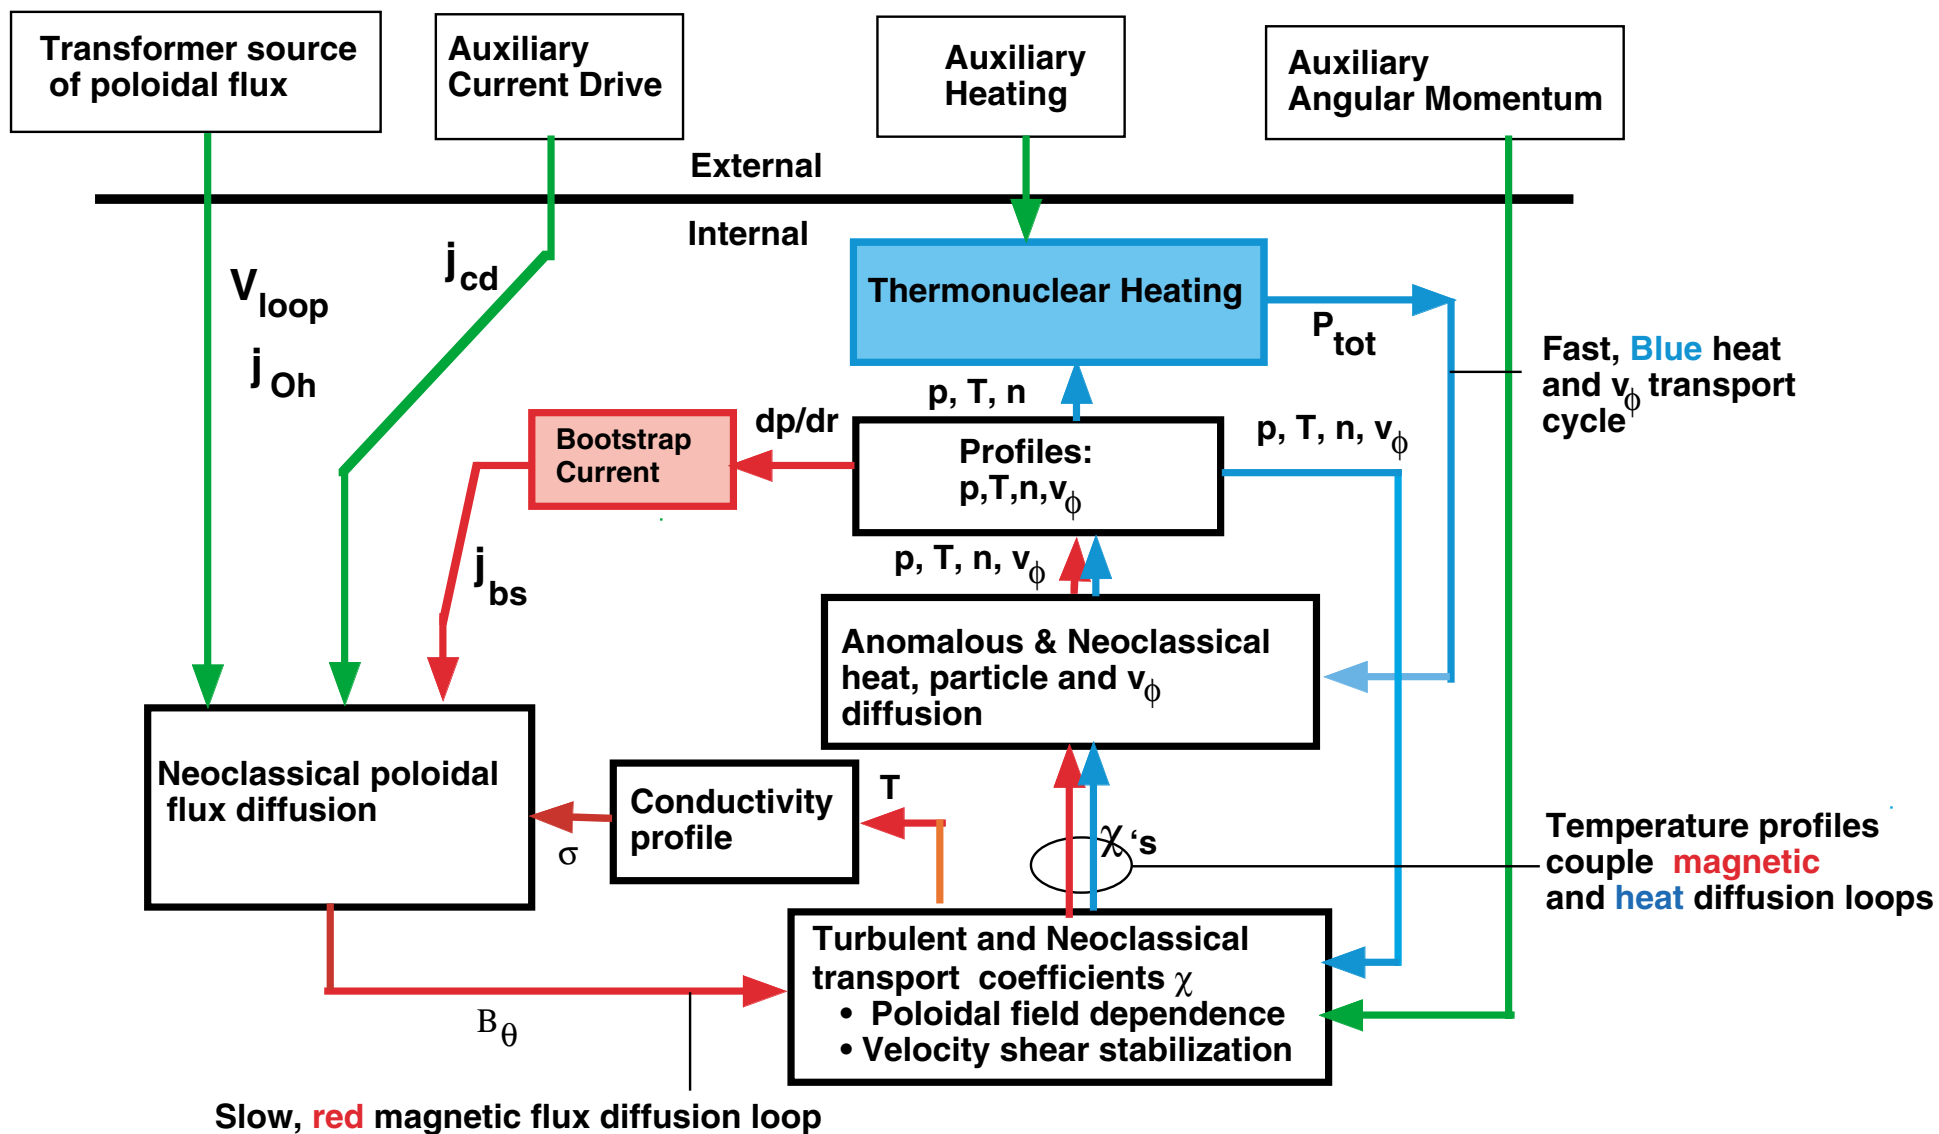 Transformer source
of poloidal flux
Auxiliary
Current Drive
Auxiliary
Heating
Auxiliary
Angular Momentum
External
Internal
V loop
j Oh
j cd
Thermonuclear Heating
P tot
Fast, Blue heat
and vϕ transport
cycle
p, T, n
dp/dr
Bootstrap
Current
Profiles:
p,T,n,vϕ
p, T, n, vϕ
p, T, n, vϕ
j bs
Anomalous & Neoclassical
heat, particle and vϕ
diffusion
Neoclassical poloidal
flux diffusion
Conductivity
profile
T
σ
χ 's
Temperature profiles
couple magnetic
and heat diffusion loops
Turbulent and Neoclassical
transport coefficients χ
• Poloidal field dependence
• Velocity shear stabilization
Bθ
Slow, red magnetic flux diffusion loop